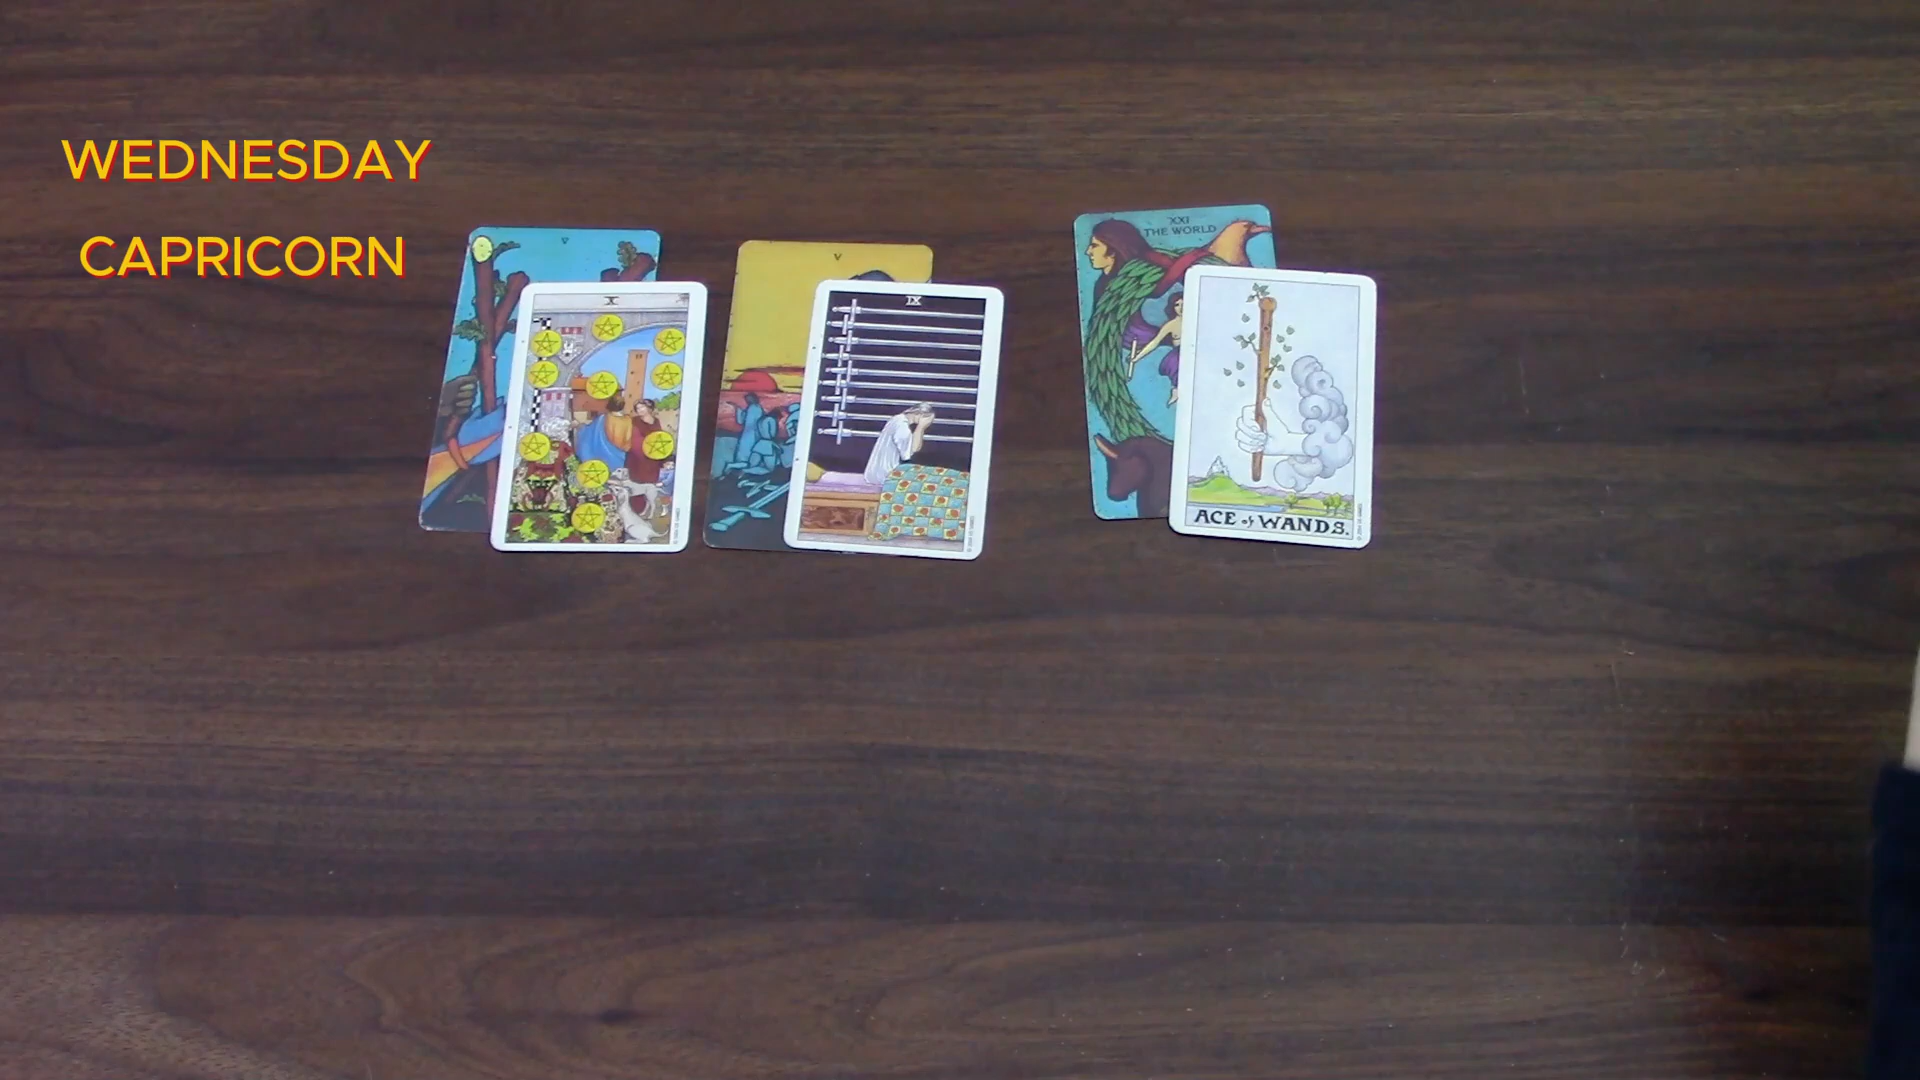 WEDNESDAY
CAPRICORN
V
V
XXI
THE WORLD
X
IX
ACE of WANDS.